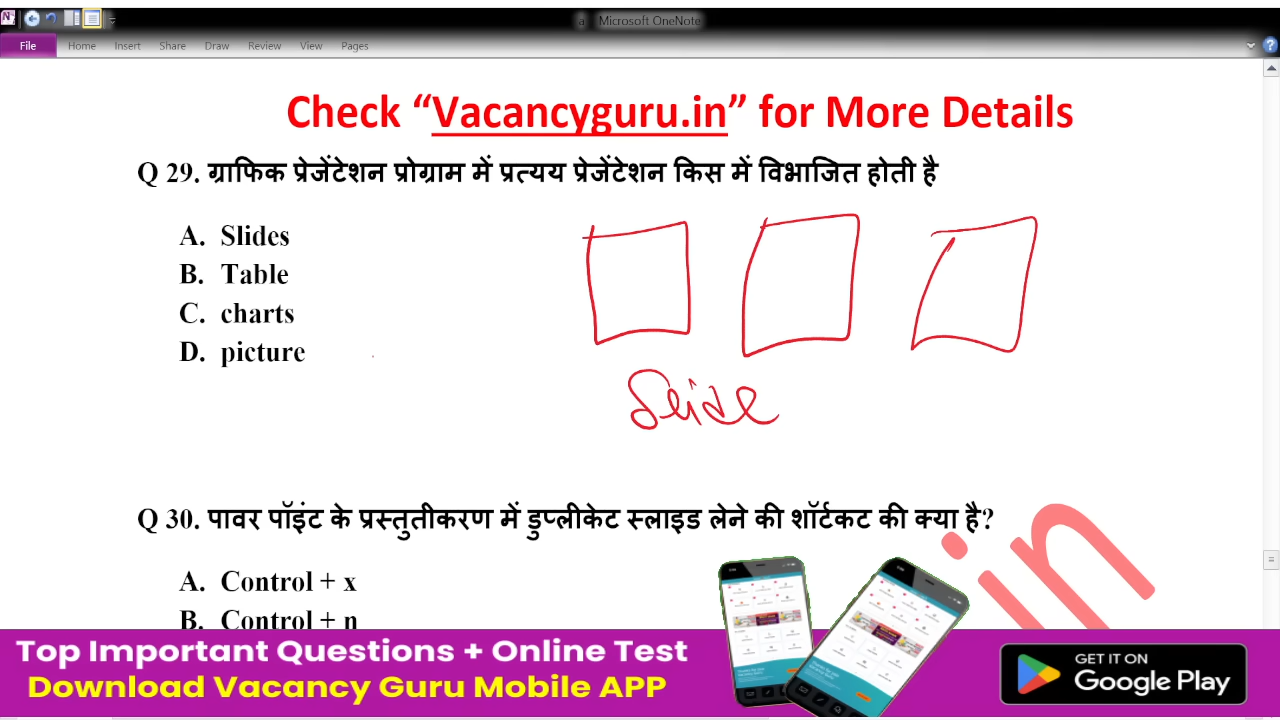 Microsoft OneNote
File Home Insert Share Draw Review View Pages
Check “Vacancyguru.in” for More Details
Q 29. ग्राफिक प्रेजेंटेशन प्रोग्राम में प्रत्यय प्रेजेंटेशन किस में विभाजित होती है
A. Slides
B. Table
C. charts
D. picture
Slide
Q 30. पावर पॉइंट के प्रस्तुतीकरण में डुप्लीकेट स्लाइड लेने की शॉर्टकट की क्या है?
A. Control + x
B. Control + n
in
Top Important Questions + Online Test
Download Vacancy Guru Mobile APP
GET IT ON
Google Play